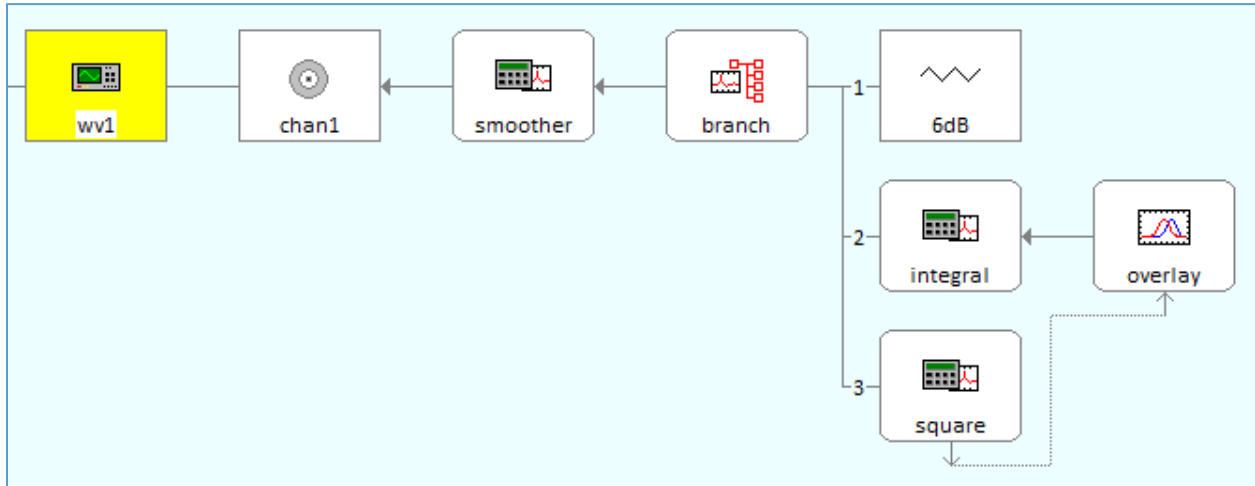 wv1
chan1
smoother
branch
1
6dB
2
integral
overlay
3
square